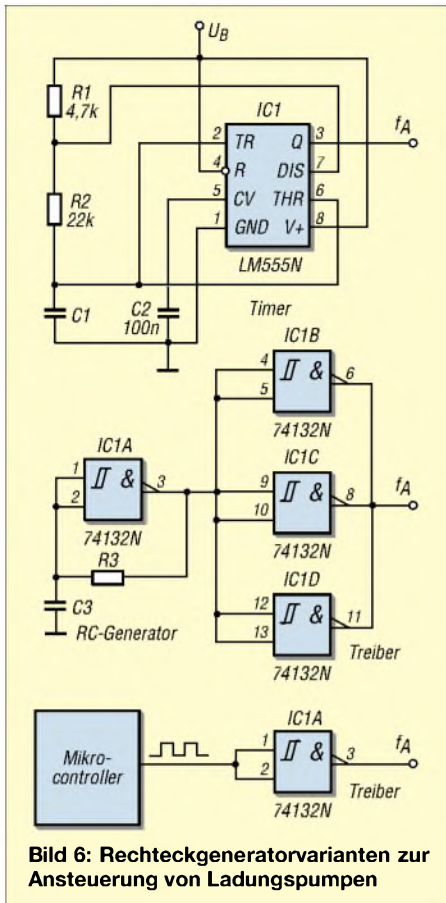 U_B
R1
4,7k
IC1
f_A
2 TR Q 3
4 R DIS 7
5 CV THR 6
1 GND V+ 8
R2
22k
LM555N
C1
C2
100n
Timer
IC1B
4
5
&
6
74132N
IC1A
1
2
&
3
74132N
IC1C
9
10
&
8
f_A
74132N
R3
C3
RC-Generator
IC1D
12
13
&
11
Treiber
74132N
Mikro-
controller
IC1A
1
2
&
3
f_A
Treiber
74132N
Bild 6: Rechteckgeneratorvarianten zur
Ansteuerung von Ladungspumpen